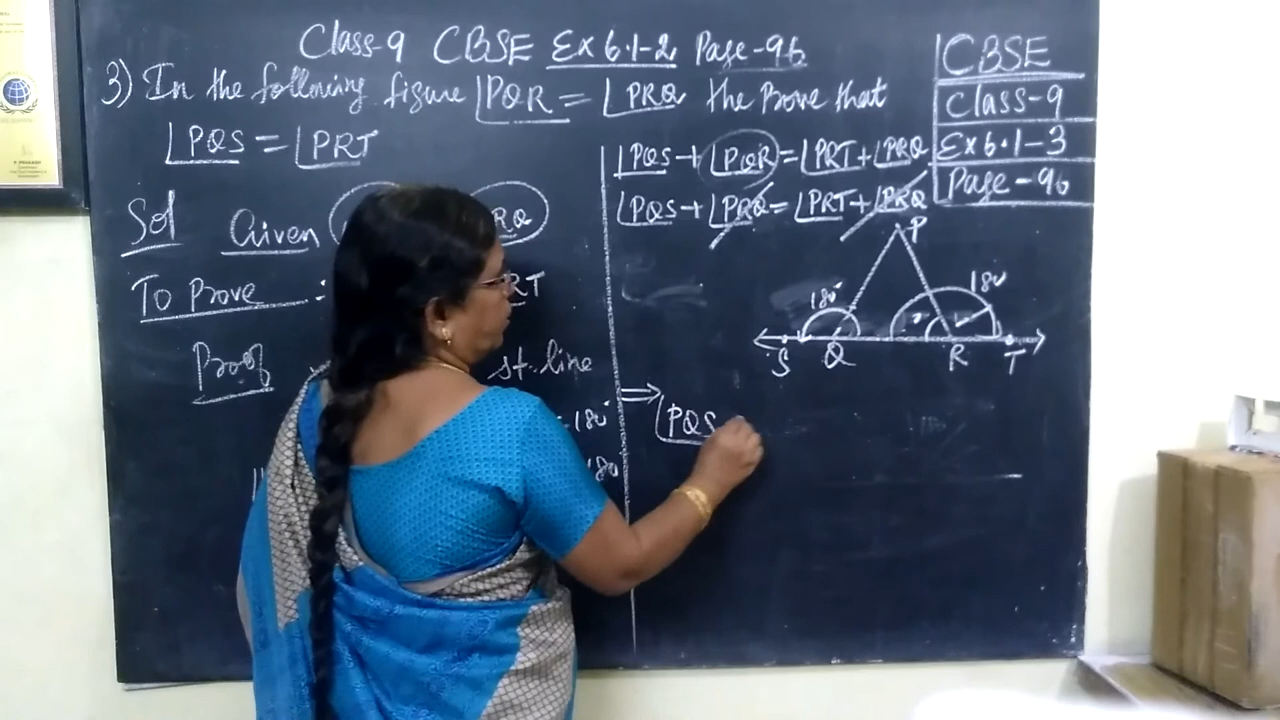 Class-9 CBSE Ex 6.1-2 Page-96
3) In the following figure ∠PQR = ∠PRQ the Prove that
∠PQS = ∠PRT
Sol Given RQ
To Prove : RT
Proof st. line
= 180°
180
∠PQS + ∠PQR = ∠PRT + ∠PRQ
∠PQS + ∠PRQ = ∠PRT + ∠PRQ
P
180° 180
S Q R T
⇒ ∠PQS
CBSE
Class-9
Ex 6.1-3
Page-96